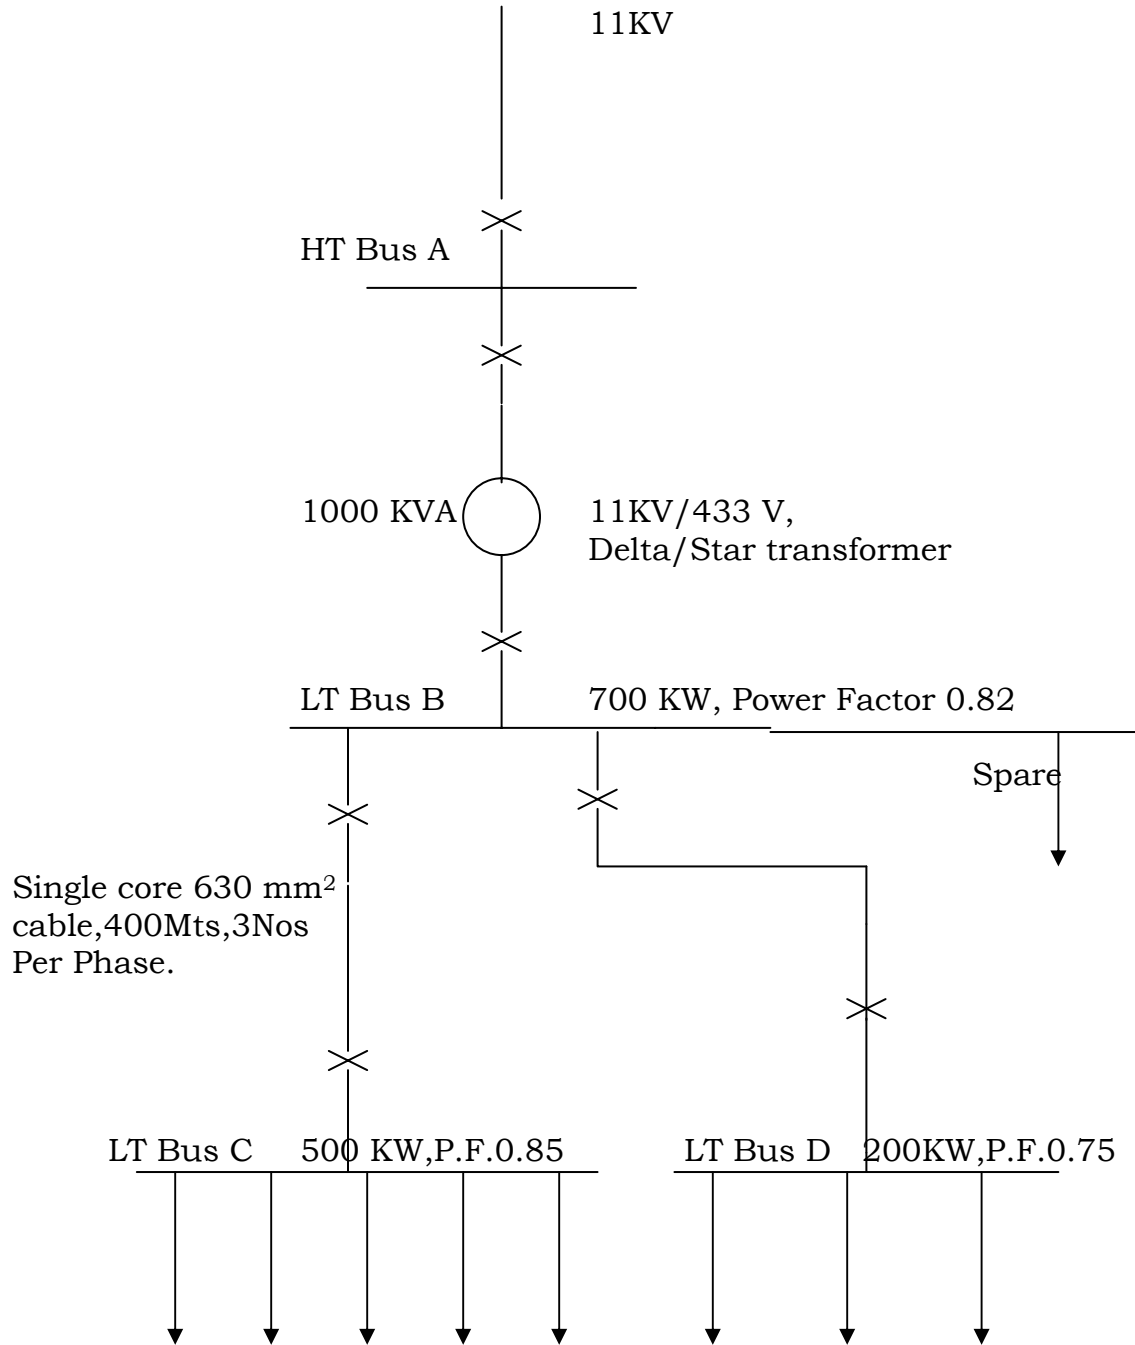 11KV
HT Bus A
1000 KVA
11KV/433 V,
Delta/Star transformer
LT Bus B
700 KW, Power Factor 0.82
Spare
Single core 630 mm²
cable,400Mts,3Nos
Per Phase.
LT Bus C
500 KW,P.F.0.85
LT Bus D
200KW,P.F.0.75